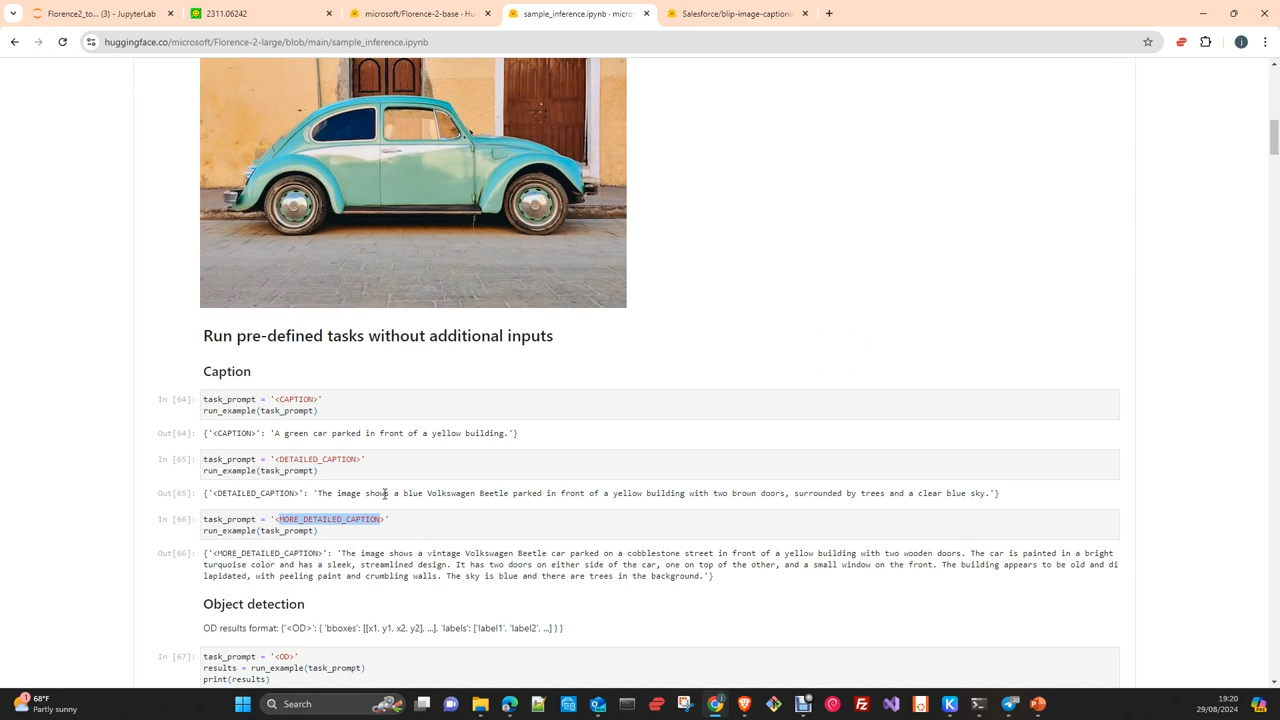 Florence2_to... (3) - JupyterLab
2311.06242
microsoft/Florence-2-base · Hu
sample_inference.ipynb · micros
Salesforce/blip-image-captionin
huggingface.co/microsoft/Florence-2-large/blob/main/sample_inference.ipynb
Run pre-defined tasks without additional inputs
Caption
In [64]: task_prompt = '<CAPTION>'
run_example(task_prompt)
Out[64]: {'<CAPTION>': 'A green car parked in front of a yellow building.'}
In [65]: task_prompt = '<DETAILED_CAPTION>'
run_example(task_prompt)
Out[65]: {'<DETAILED_CAPTION>': 'The image shows a blue Volkswagen Beetle parked in front of a yellow building with two brown doors, surrounded by trees and a clear blue sky.'}
In [66]: task_prompt = '<MORE_DETAILED_CAPTION>'
run_example(task_prompt)
Out[66]: {'<MORE_DETAILED_CAPTION>': 'The image shows a vintage Volkswagen Beetle car parked on a cobblestone street in front of a yellow building with two wooden doors. The car is painted in a bright
turquoise color and has a sleek, streamlined design. It has two doors on either side of the car, one on top of the other, and a small window on the front. The building appears to be old and di
lapidated, with peeling paint and crumbling walls. The sky is blue and there are trees in the background.'}
Object detection
OD results format: {'<OD>': { 'bboxes': [[x1, y1, x2, y2], ...], 'labels': ['label1', 'label2', ...] } }
In [67]: task_prompt = '<OD>'
results = run_example(task_prompt)
print(results)
1
68°F
Partly sunny
Search
19:20
29/08/2024